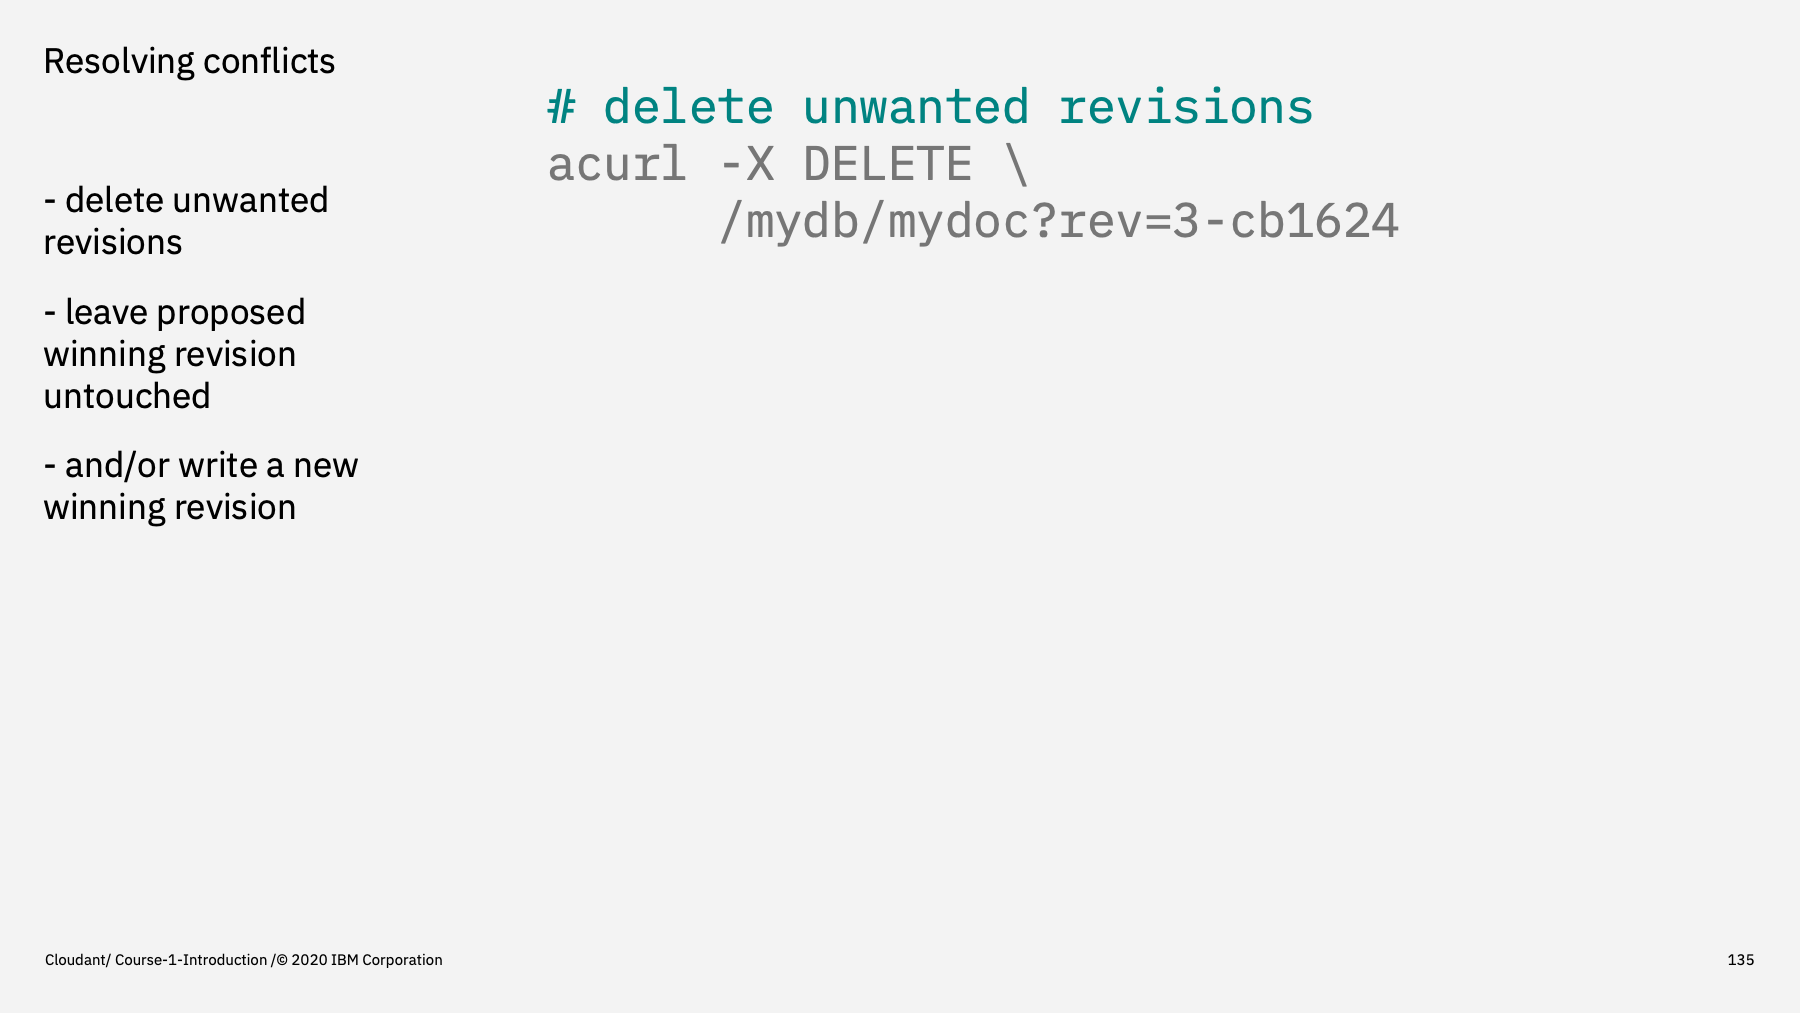 Resolving conflicts
- delete unwanted
revisions
- leave proposed
winning revision
untouched
- and/or write a new
winning revision
# delete unwanted revisions
acurl -X DELETE \
/mydb/mydoc?rev=3-cb1624
Cloudant/ Course-1-Introduction /© 2020 IBM Corporation
135